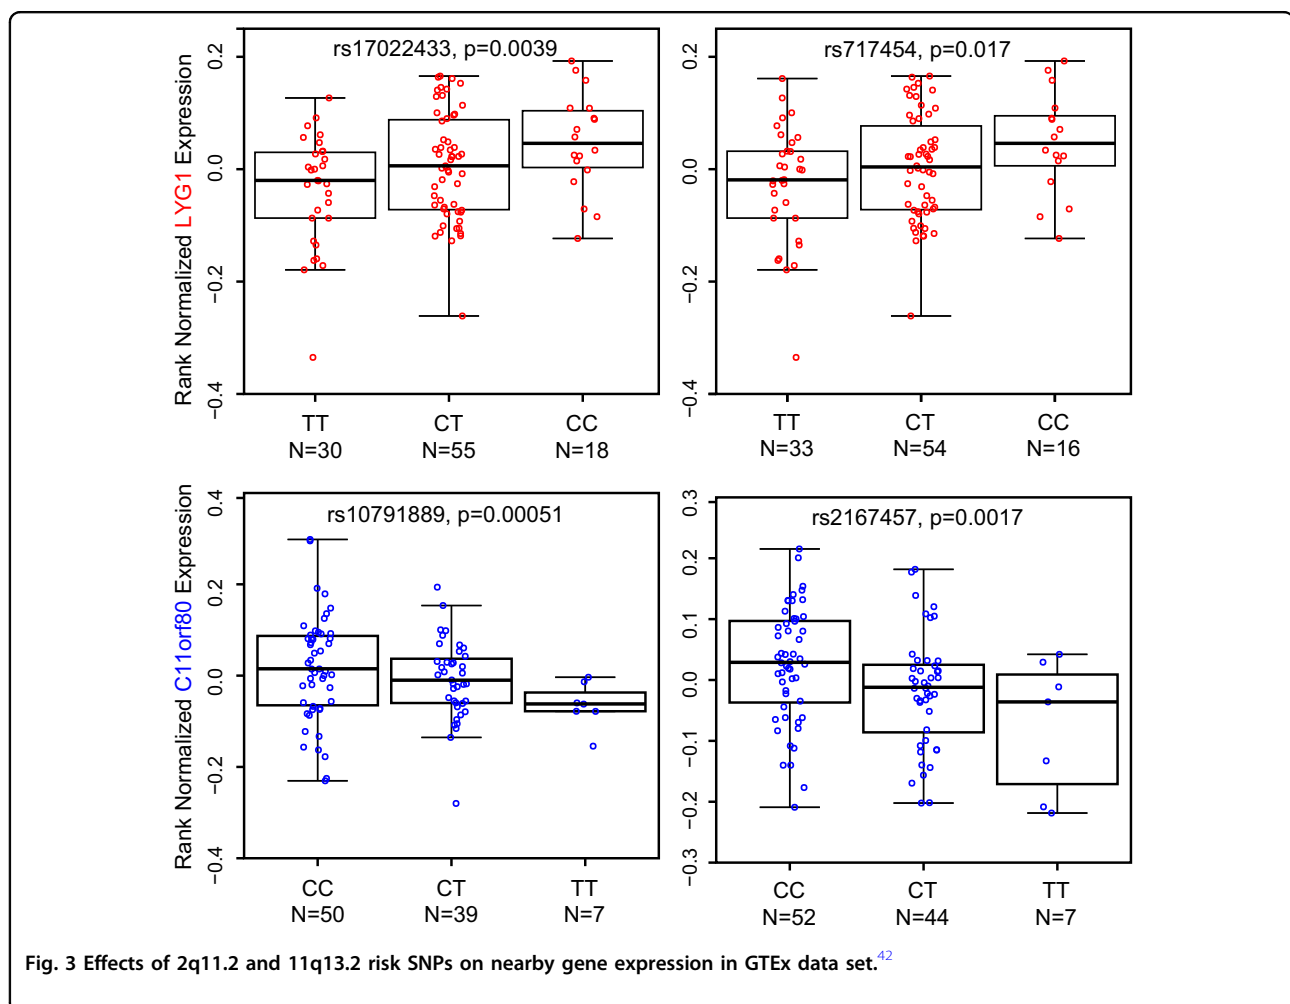 rs17022433, p=0.0039
Rank Normalized LYG1 Expression
0.2
0.0
−0.2
−0.4
TT
CT
CC
N=30
N=55
N=18
rs717454, p=0.017
0.2
0.0
−0.2
−0.4
TT
CT
CC
N=33
N=54
N=16
rs10791889, p=0.00051
Rank Normalized C11orf80 Expression
0.4
0.2
0.0
−0.2
−0.4
CC
CT
TT
N=50
N=39
N=7
rs2167457, p=0.0017
0.3
0.2
0.1
0.0
−0.1
−0.2
−0.3
CC
CT
TT
N=52
N=44
N=7
Fig. 3 Effects of 2q11.2 and 11q13.2 risk SNPs on nearby gene expression in GTEx data set.42